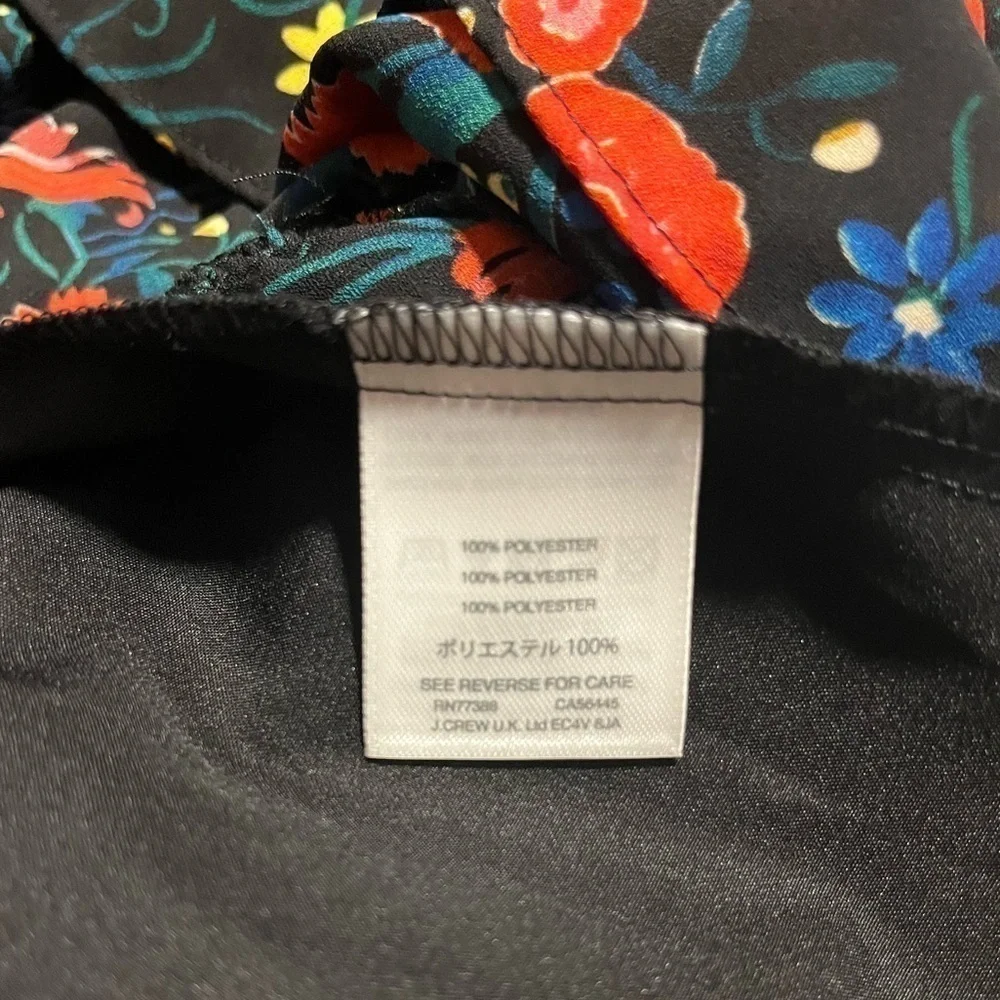 100% POLYESTER
100% POLYESTER
100% POLYESTER
ポリエステル 100%
SEE REVERSE FOR CARE
RN77388 CA56445
J.CREW U.K. Ltd EC4V 8JA